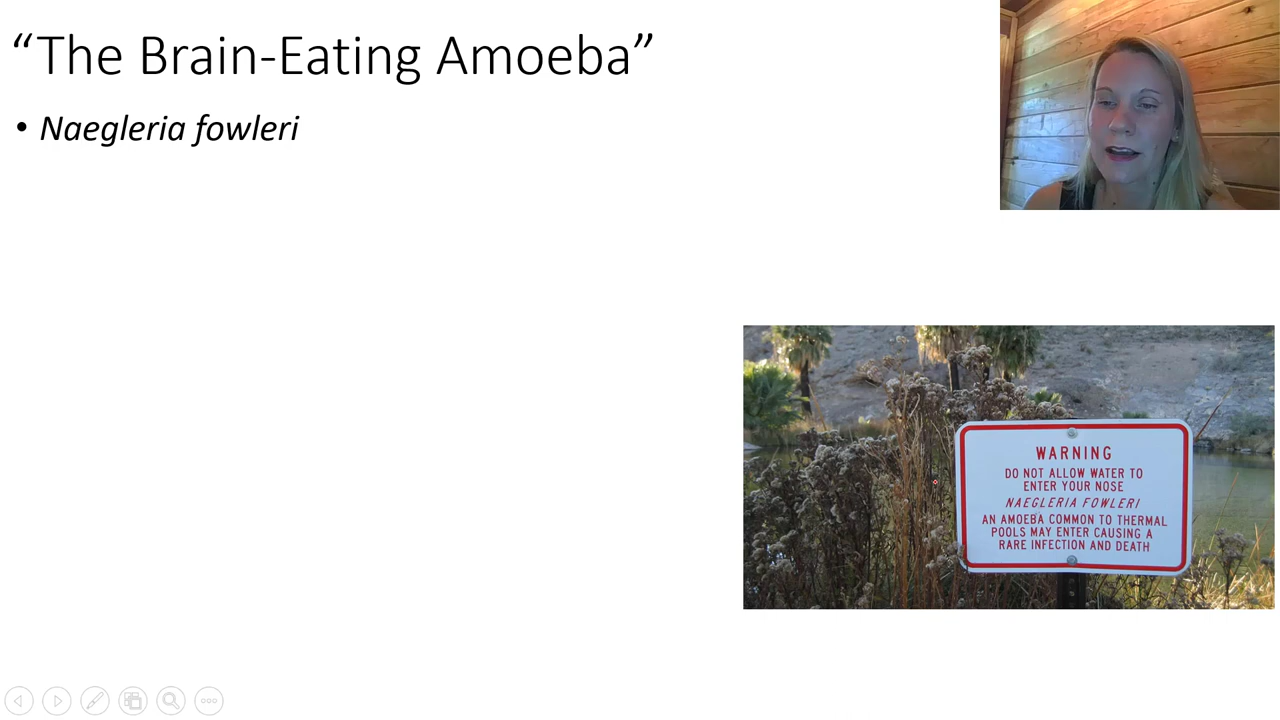 “The Brain-Eating Amoeba”
• Naegleria fowleri
WARNING
DO NOT ALLOW WATER TO
ENTER YOUR NOSE
NAEGLERIA FOWLERI
AN AMOEBA COMMON TO THERMAL
POOLS MAY ENTER CAUSING A
RARE INFECTION AND DEATH